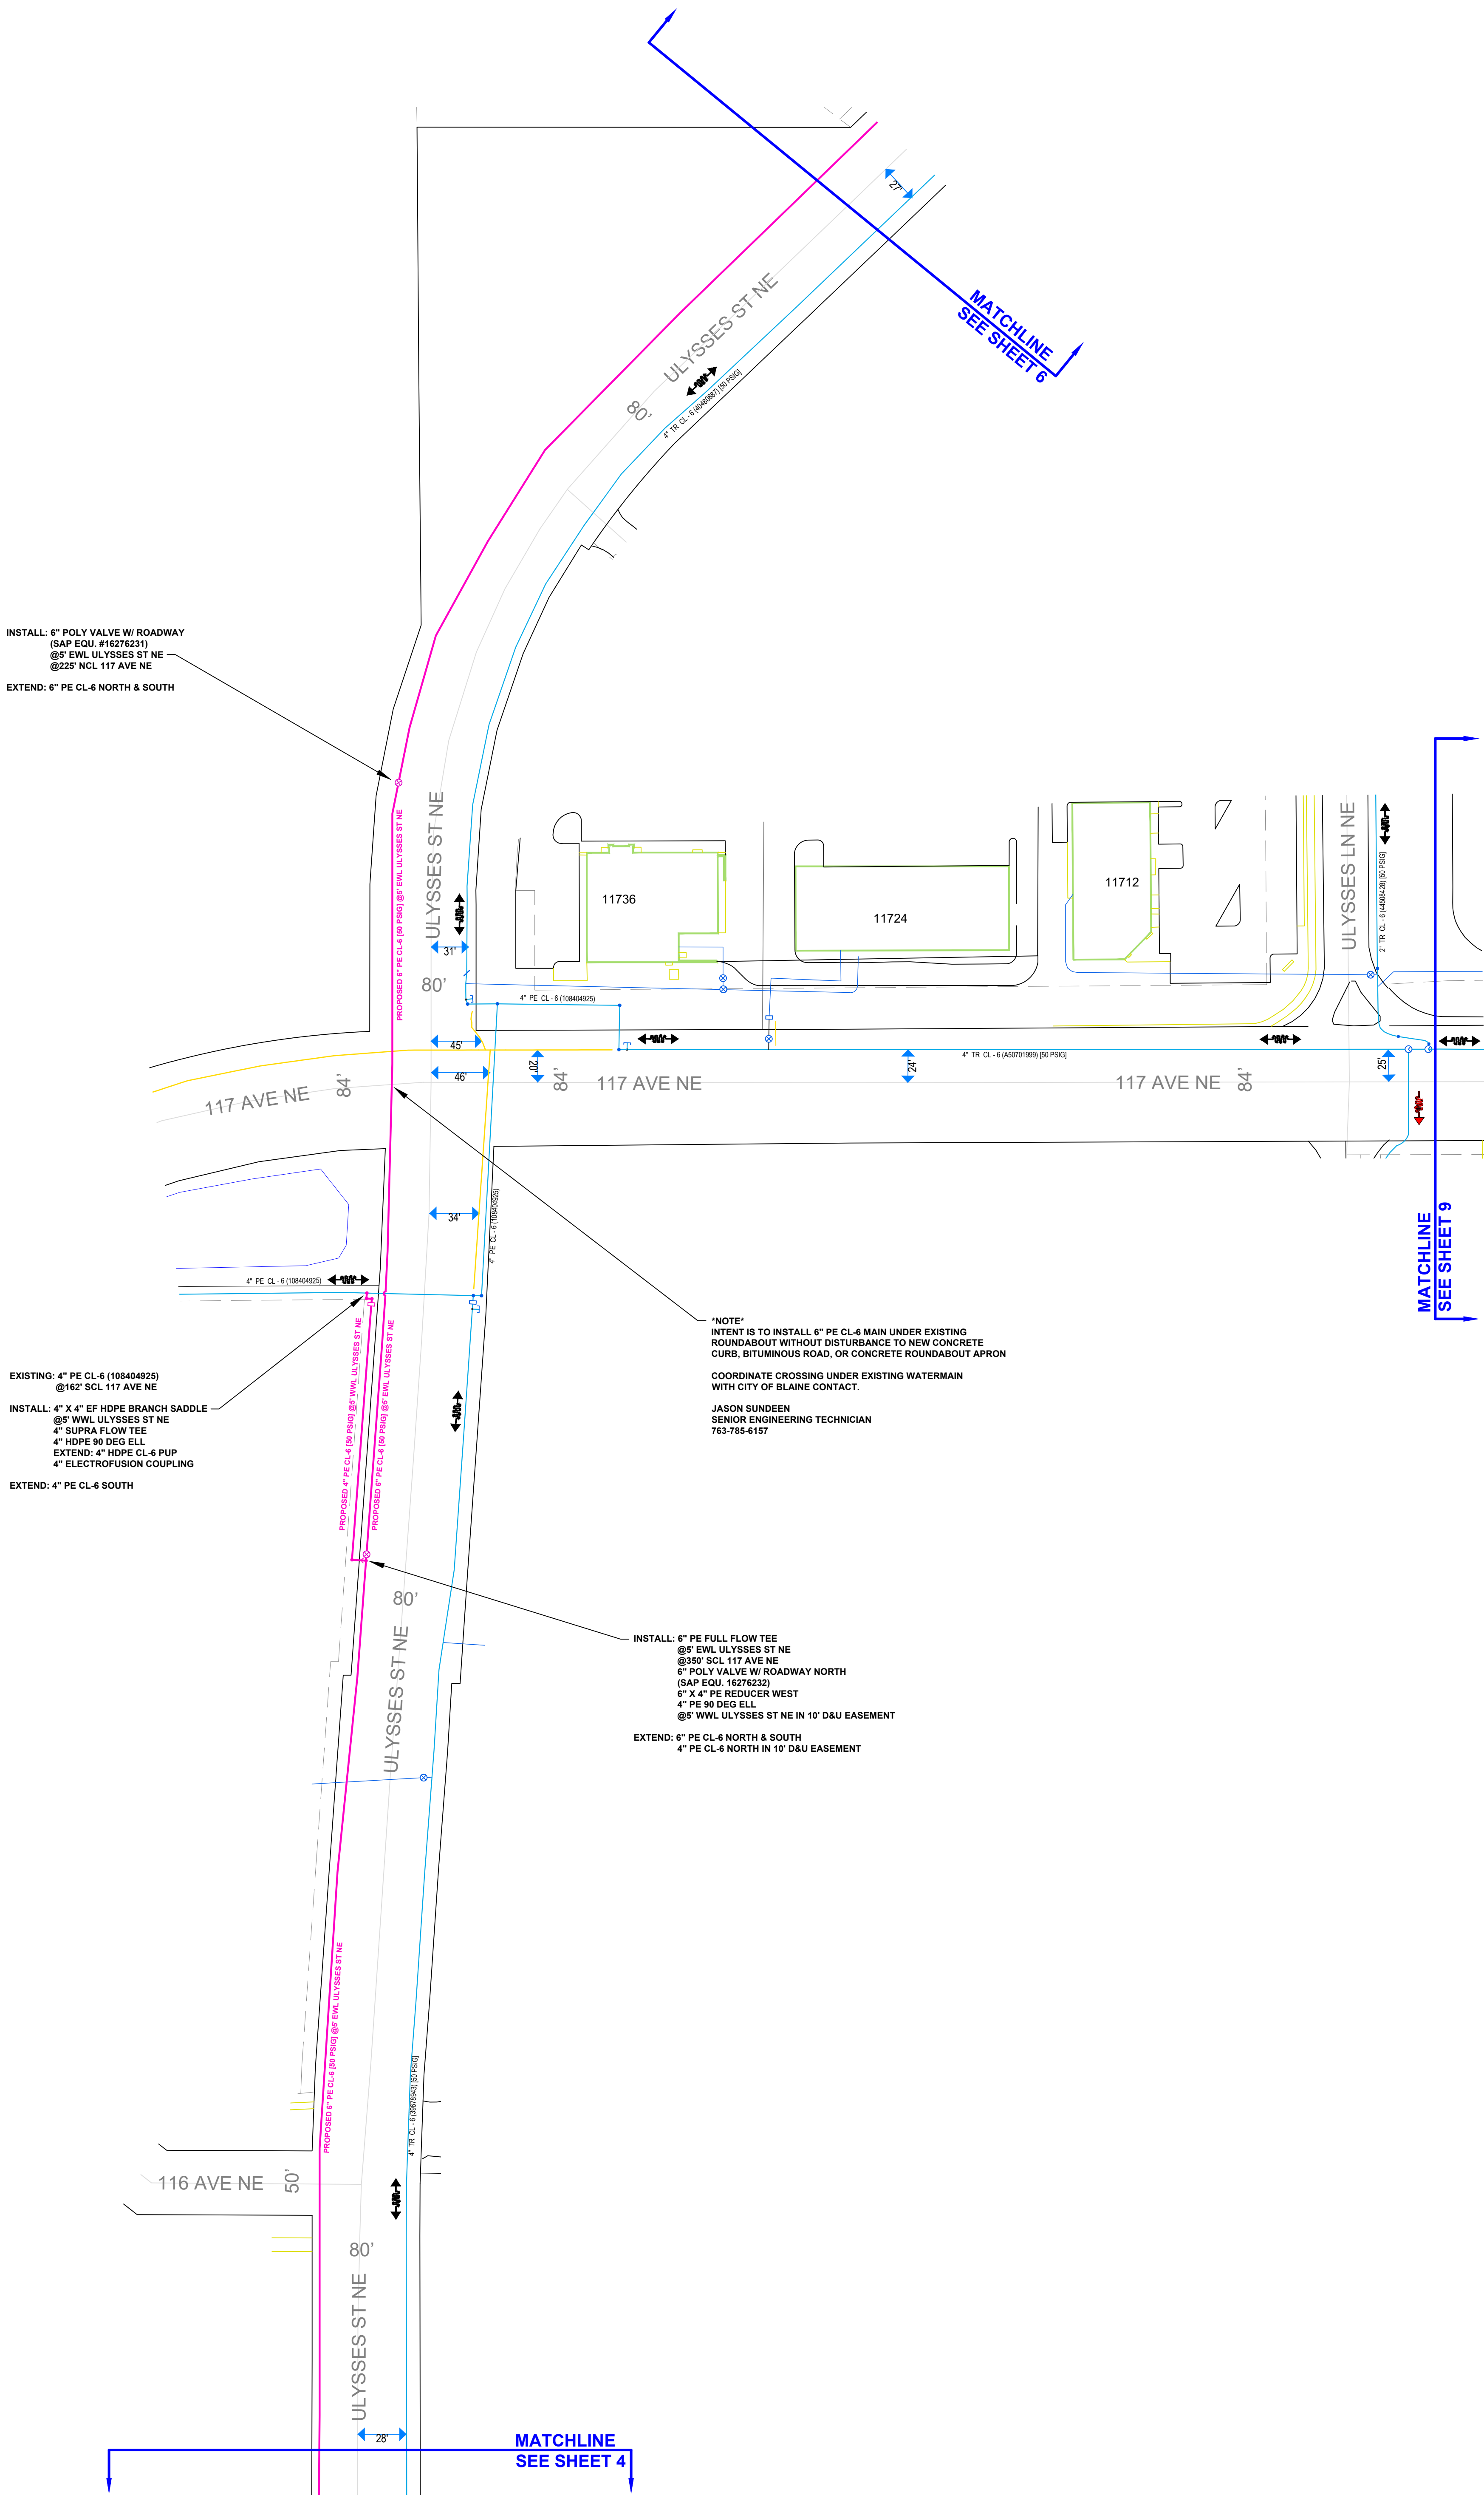 MATCHLINE
SEE SHEET 6
27'
ULYSSES ST NE
80'
4" TR CL - 6 (40480887) [50 PSIG]
INSTALL: 6" POLY VALVE W/ ROADWAY
(SAP EQU. #16276231)
@5' EWL ULYSSES ST NE
@225' NCL 117 AVE NE
EXTEND: 6" PE CL-6 NORTH & SOUTH
PROPOSED 6" PE CL-6 [50 PSIG] @5' EWL ULYSSES ST NE
ULYSSES ST NE
31'
80'
11736
11724
11712
ULYSSES LN NE
2" TR CL - 6 (44508428) [50 PSIG]
4" PE CL - 6 (108404925)
45'
46'
20'
84'
117 AVE NE
24'
4" TR CL - 6 (A50701999) [50 PSIG]
117 AVE NE
84'
25'
117 AVE NE
84'
MATCHLINE
SEE SHEET 9
34'
4" PE CL - 6 (108404925)
4" PE CL - 6 (108404925)
*NOTE*
INTENT IS TO INSTALL 6" PE CL-6 MAIN UNDER EXISTING
ROUNDABOUT WITHOUT DISTURBANCE TO NEW CONCRETE
CURB, BITUMINOUS ROAD, OR CONCRETE ROUNDABOUT APRON
COORDINATE CROSSING UNDER EXISTING WATERMAIN
WITH CITY OF BLAINE CONTACT.
JASON SUNDEEN
SENIOR ENGINEERING TECHNICIAN
763-785-6157
EXISTING: 4" PE CL-6 (108404925)
@162' SCL 117 AVE NE
INSTALL: 4" X 4" EF HDPE BRANCH SADDLE
@5' WWL ULYSSES ST NE
4" SUPRA FLOW TEE
4" HDPE 90 DEG ELL
EXTEND: 4" HDPE CL-6 PUP
4" ELECTROFUSION COUPLING
EXTEND: 4" PE CL-6 SOUTH
PROPOSED 4" PE CL-6 [50 PSIG] @5' WWL ULYSSES ST NE
PROPOSED 6" PE CL-6 [50 PSIG] @5' EWL ULYSSES ST NE
80'
ULYSSES ST NE
INSTALL: 6" PE FULL FLOW TEE
@5' EWL ULYSSES ST NE
@350' SCL 117 AVE NE
6" POLY VALVE W/ ROADWAY NORTH
(SAP EQU. 16276232)
6" X 4" PE REDUCER WEST
4" PE 90 DEG ELL
@5' WWL ULYSSES ST NE IN 10' D&U EASEMENT
EXTEND: 6" PE CL-6 NORTH & SOUTH
4" PE CL-6 NORTH IN 10' D&U EASEMENT
PROPOSED 6" PE CL-6 [50 PSIG] @5' EWL ULYSSES ST NE
4" TR CL - 6 (39678943) [50 PSIG]
116 AVE NE
50'
80'
ULYSSES ST NE
28'
MATCHLINE
SEE SHEET 4